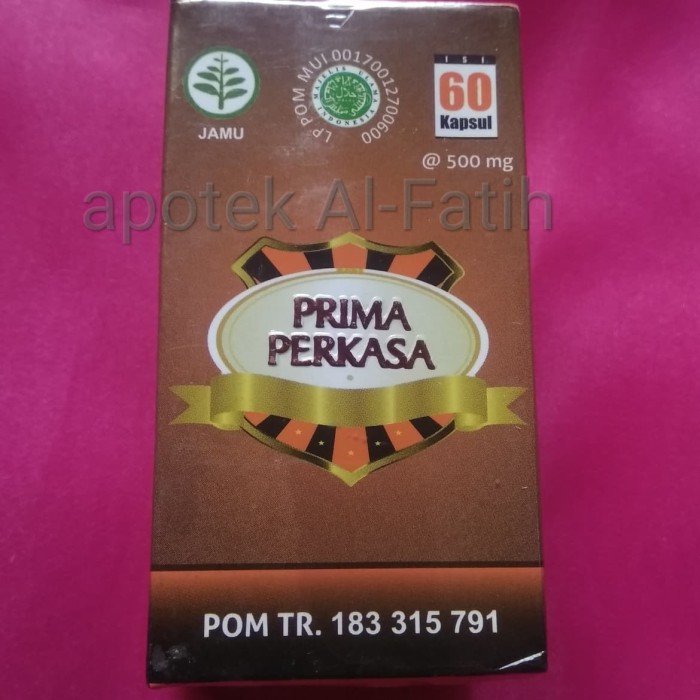 JAMU
LP POM MUI 00170012700600
MAJELIS ULAMA
INDONESIA
ISI
60
Kapsul
@ 500 mg
apotek Al-Fatih
PRIMA
PERKASA
POM TR. 183 315 791